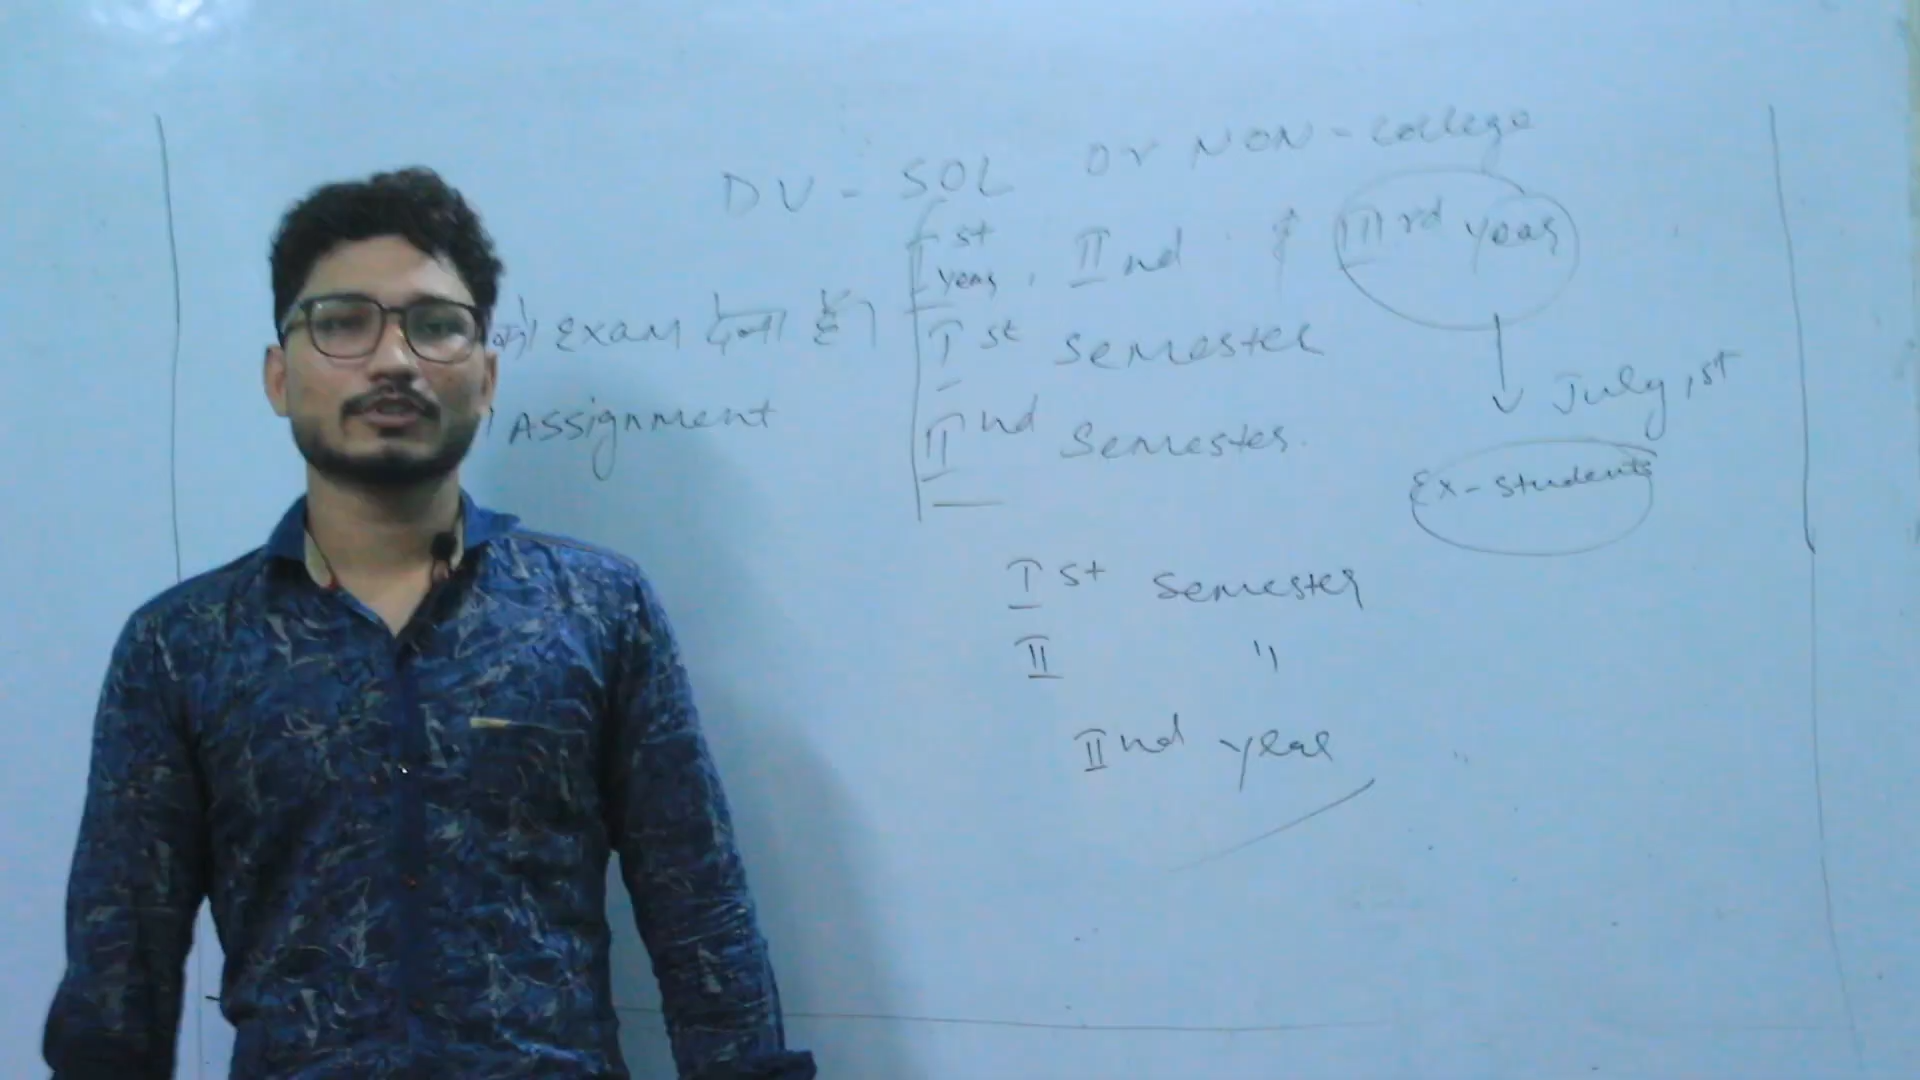 DU - SOL or NON-College
Ist year, IInd & IIIrd year
Exam देना है
Ist Semester
July, 1st
Assignment
IInd Semester.
Ex-Students
Ist Semester
II "
IInd year